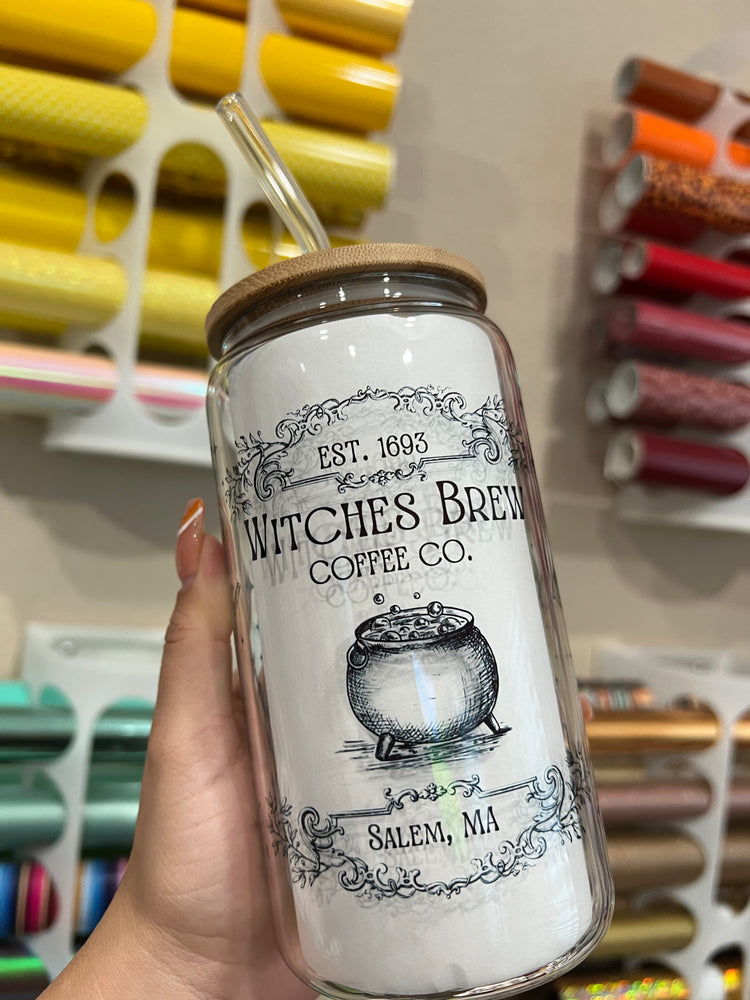 EST. 1693
WITCHES BREW
COFFEE CO.
SALEM, MA